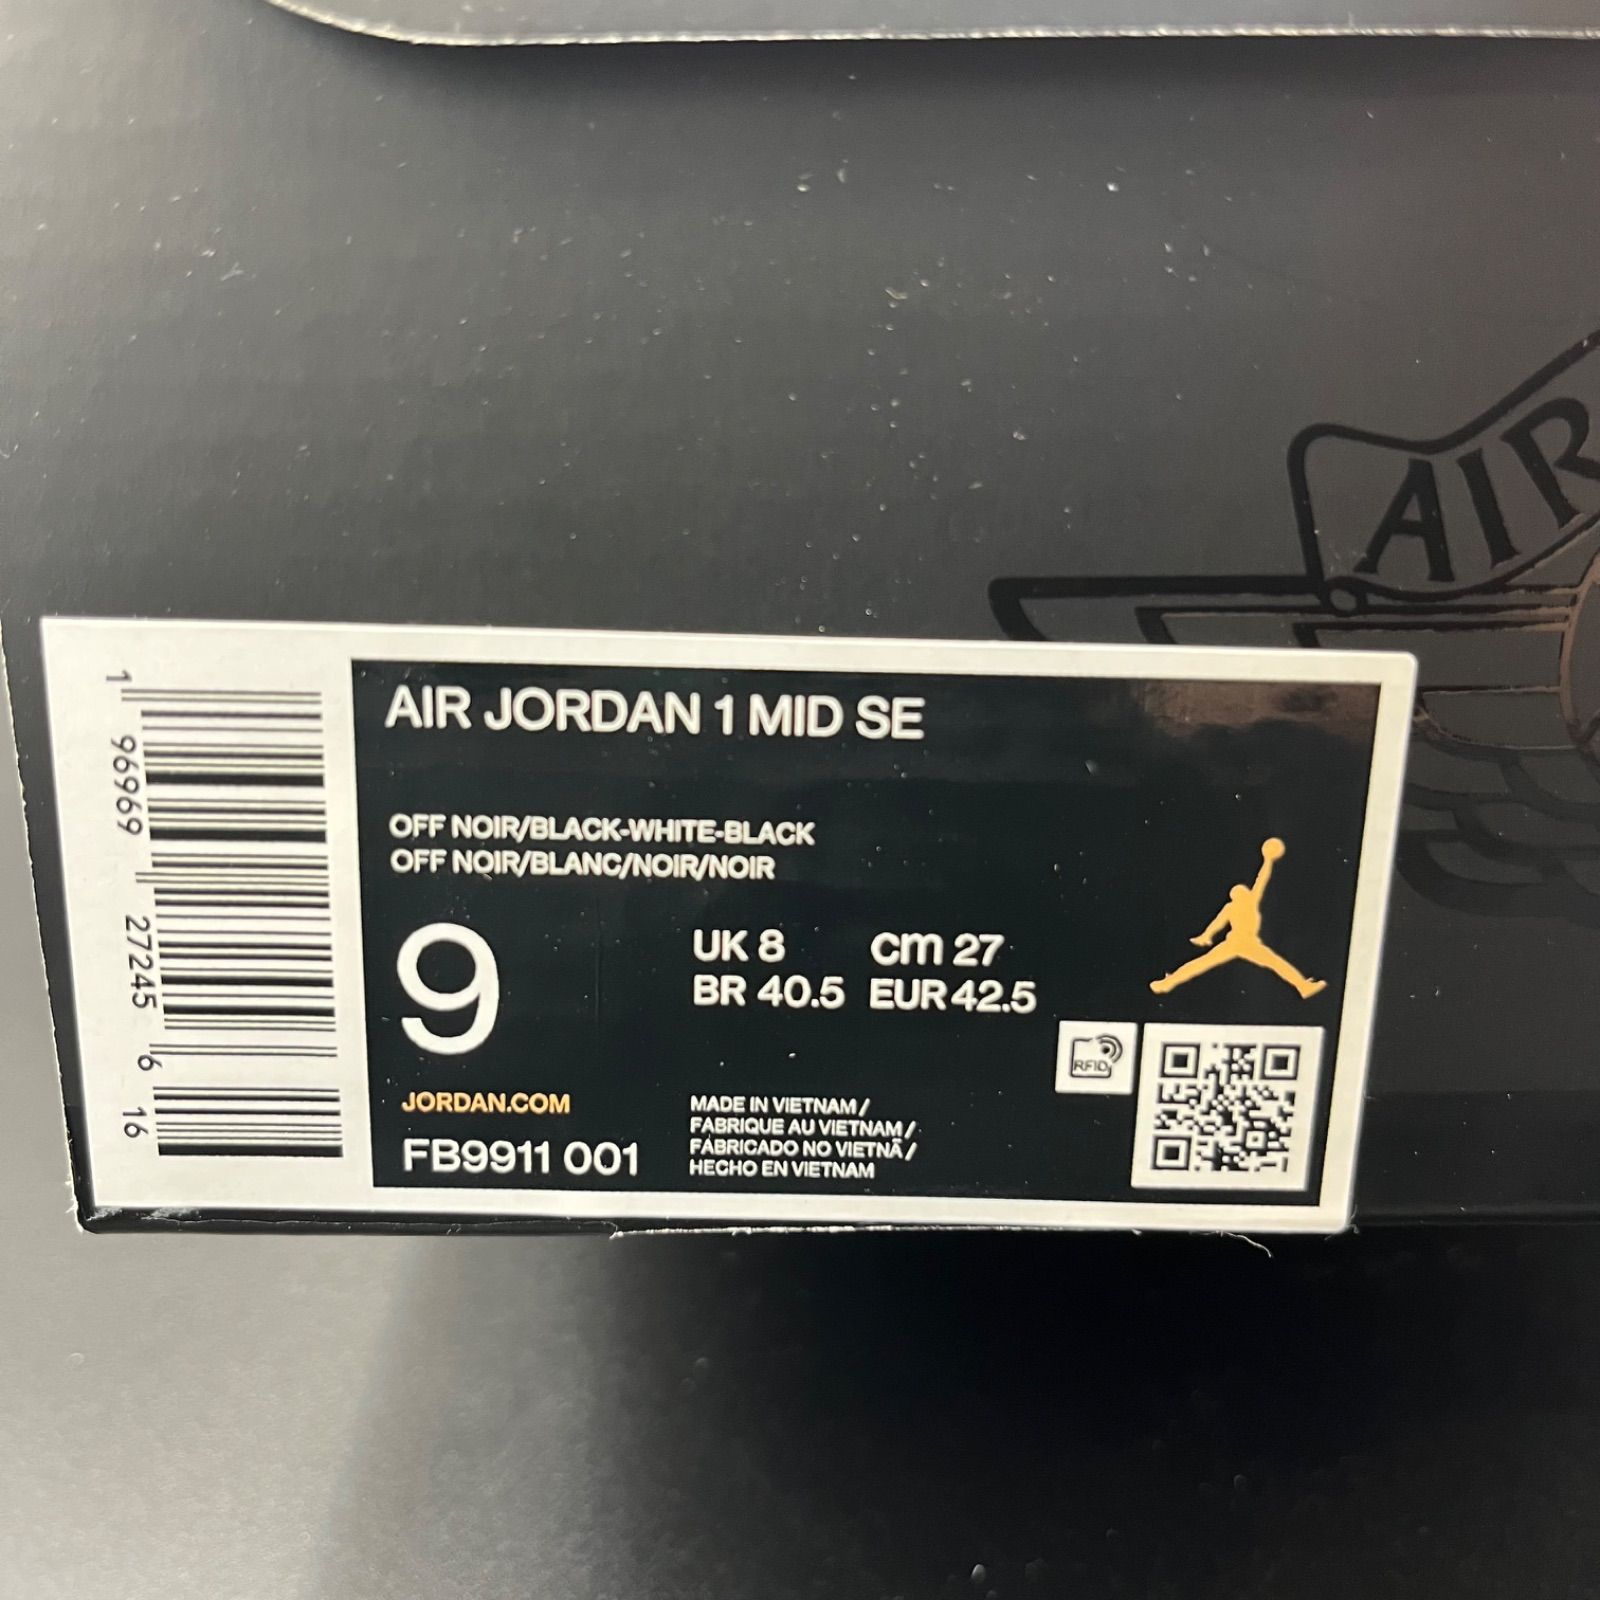 AIR
AIR JORDAN 1 MID SE
OFF NOIR/BLACK-WHITE-BLACK
OFF NOIR/BLANC/NOIR/NOIR
9
UK 8
CM 27
BR 40.5
EUR 42.5
JORDAN.COM
FB9911 001
MADE IN VIETNAM /
FABRIQUE AU VIETNAM /
FABRICADO NO VIETNÃ /
HECHO EN VIETNAM
RFID
1 96969 27245 6 16